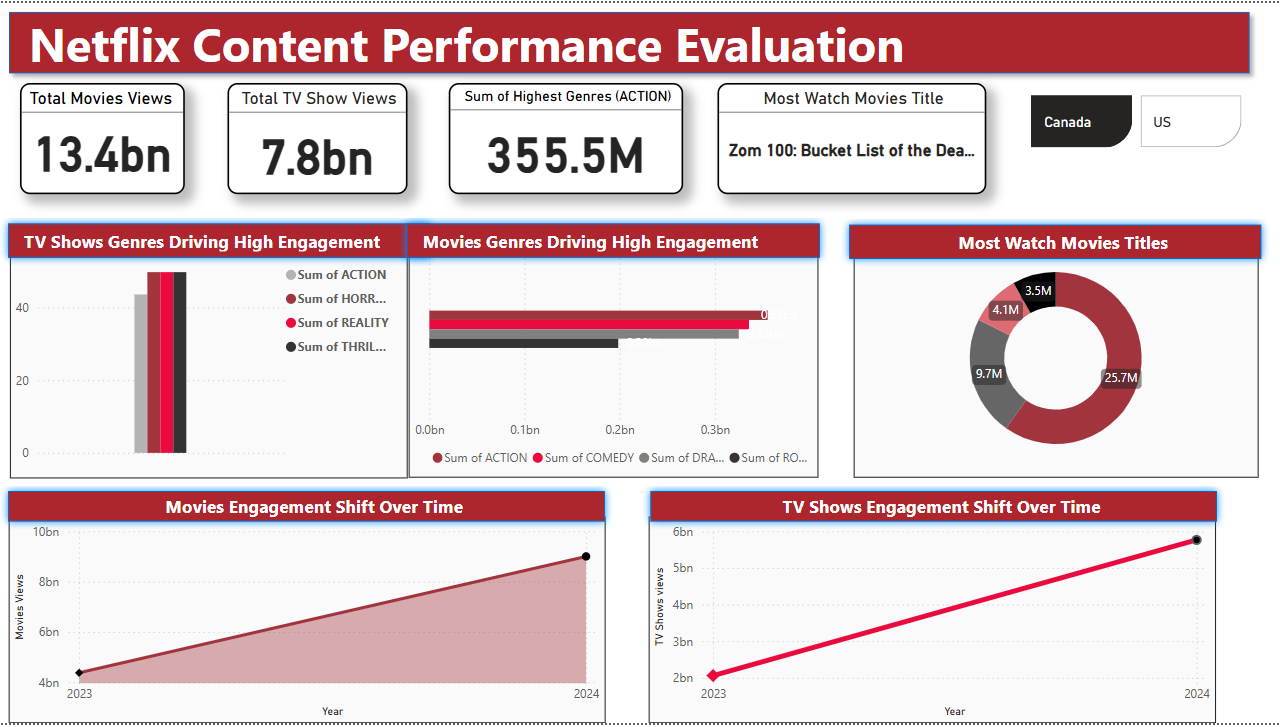 Netflix Content Performance Evaluation
Total Movies Views
13.4bn
Total TV Show Views
7.8bn
Sum of Highest Genres (ACTION)
355.5M
Most Watch Movies Title
Zom 100: Bucket List of the Dea...
Canada
US
TV Shows Genres Driving High Engagement
40
20
0
Sum of ACTION
Sum of HORR...
Sum of REALITY
Sum of THRIL...
Movies Genres Driving High Engagement
0.0bn
0.1bn
0.2bn
0.3bn
Sum of ACTION
Sum of COMEDY
Sum of DRA...
Sum of RO...
Most Watch Movies Titles
3.5M
4.1M
9.7M
25.7M
Movies Engagement Shift Over Time
Movies Views
10bn
8bn
6bn
4bn
2023
2024
Year
TV Shows Engagement Shift Over Time
TV Shows views
6bn
5bn
4bn
3bn
2bn
2023
2024
Year